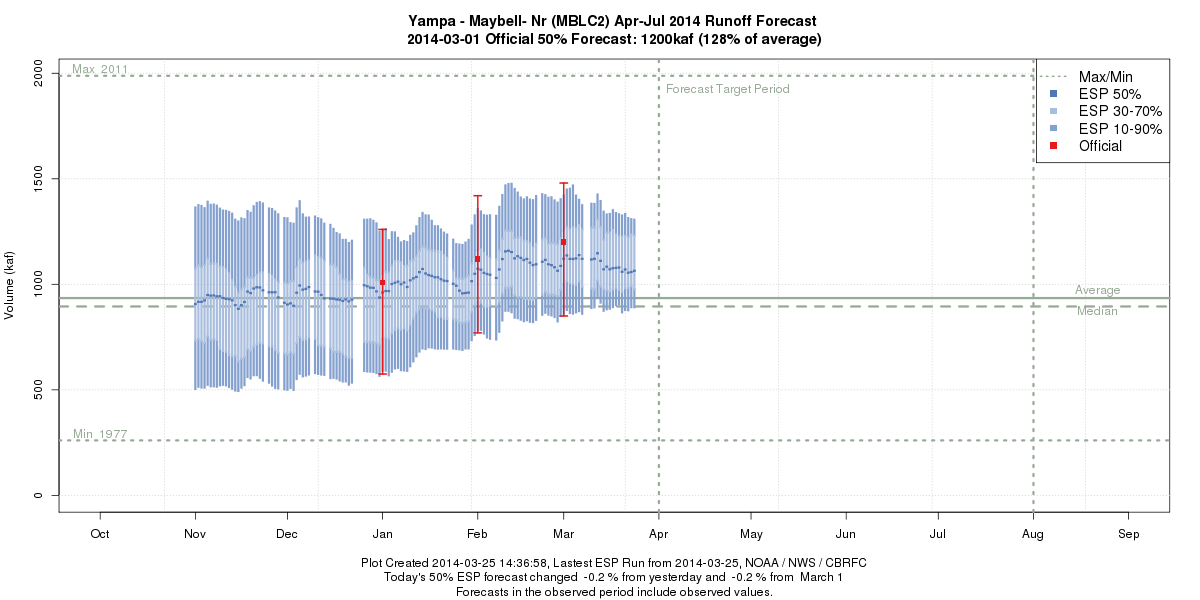 Yampa - Maybell- Nr (MBLC2) Apr-Jul 2014 Runoff Forecast
2014-03-01 Official 50% Forecast: 1200kaf (128% of average)
Max 2011
Forecast Target Period
Max/Min
ESP 50%
ESP 30-70%
ESP 10-90%
Official
2000
1500
1000
500
0
Volume (kaf)
Average
Median
Min 1977
Oct Nov Dec Jan Feb Mar Apr May Jun Jul Aug Sep
Plot Created 2014-03-25 14:36:58, Lastest ESP Run from 2014-03-25, NOAA / NWS / CBRFC
Today's 50% ESP forecast changed -0.2 % from yesterday and -0.2 % from March 1
Forecasts in the observed period include observed values.